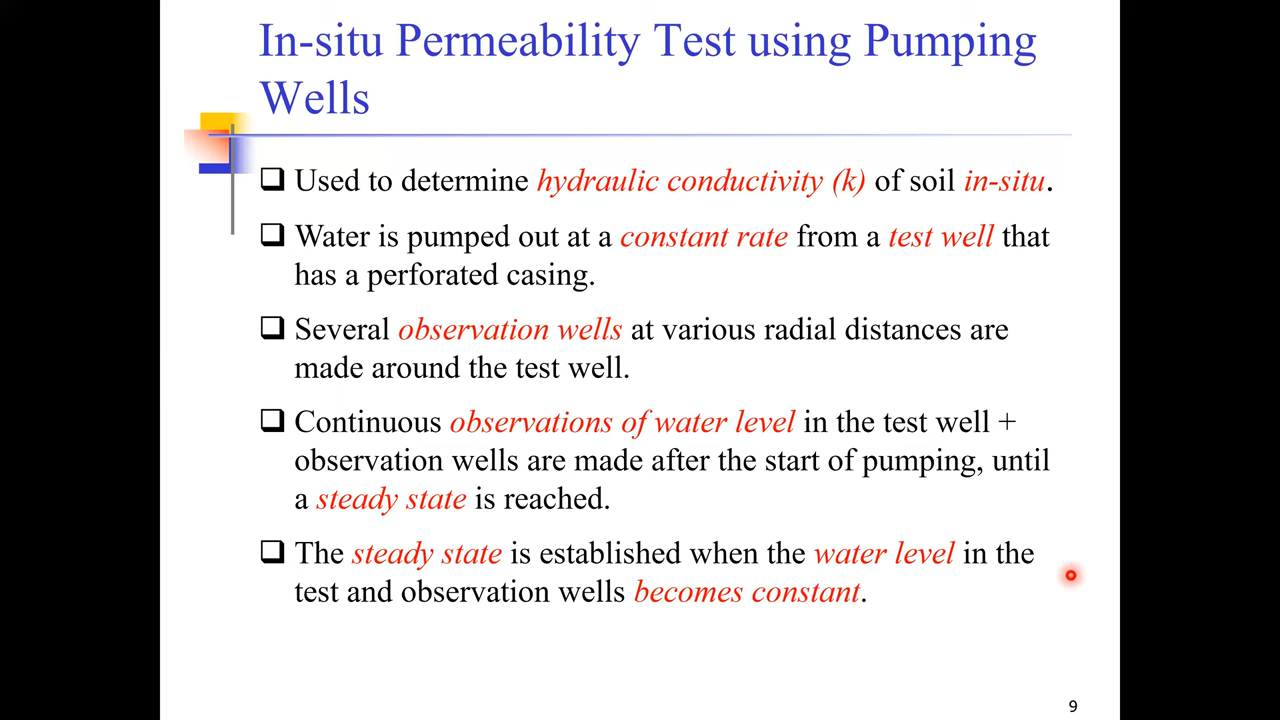 In-situ Permeability Test using Pumping
Wells
❑ Used to determine hydraulic conductivity (k) of soil in-situ.
❑ Water is pumped out at a constant rate from a test well that
has a perforated casing.
❑ Several observation wells at various radial distances are
made around the test well.
❑ Continuous observations of water level in the test well +
observation wells are made after the start of pumping, until
a steady state is reached.
❑ The steady state is established when the water level in the
test and observation wells becomes constant.
9